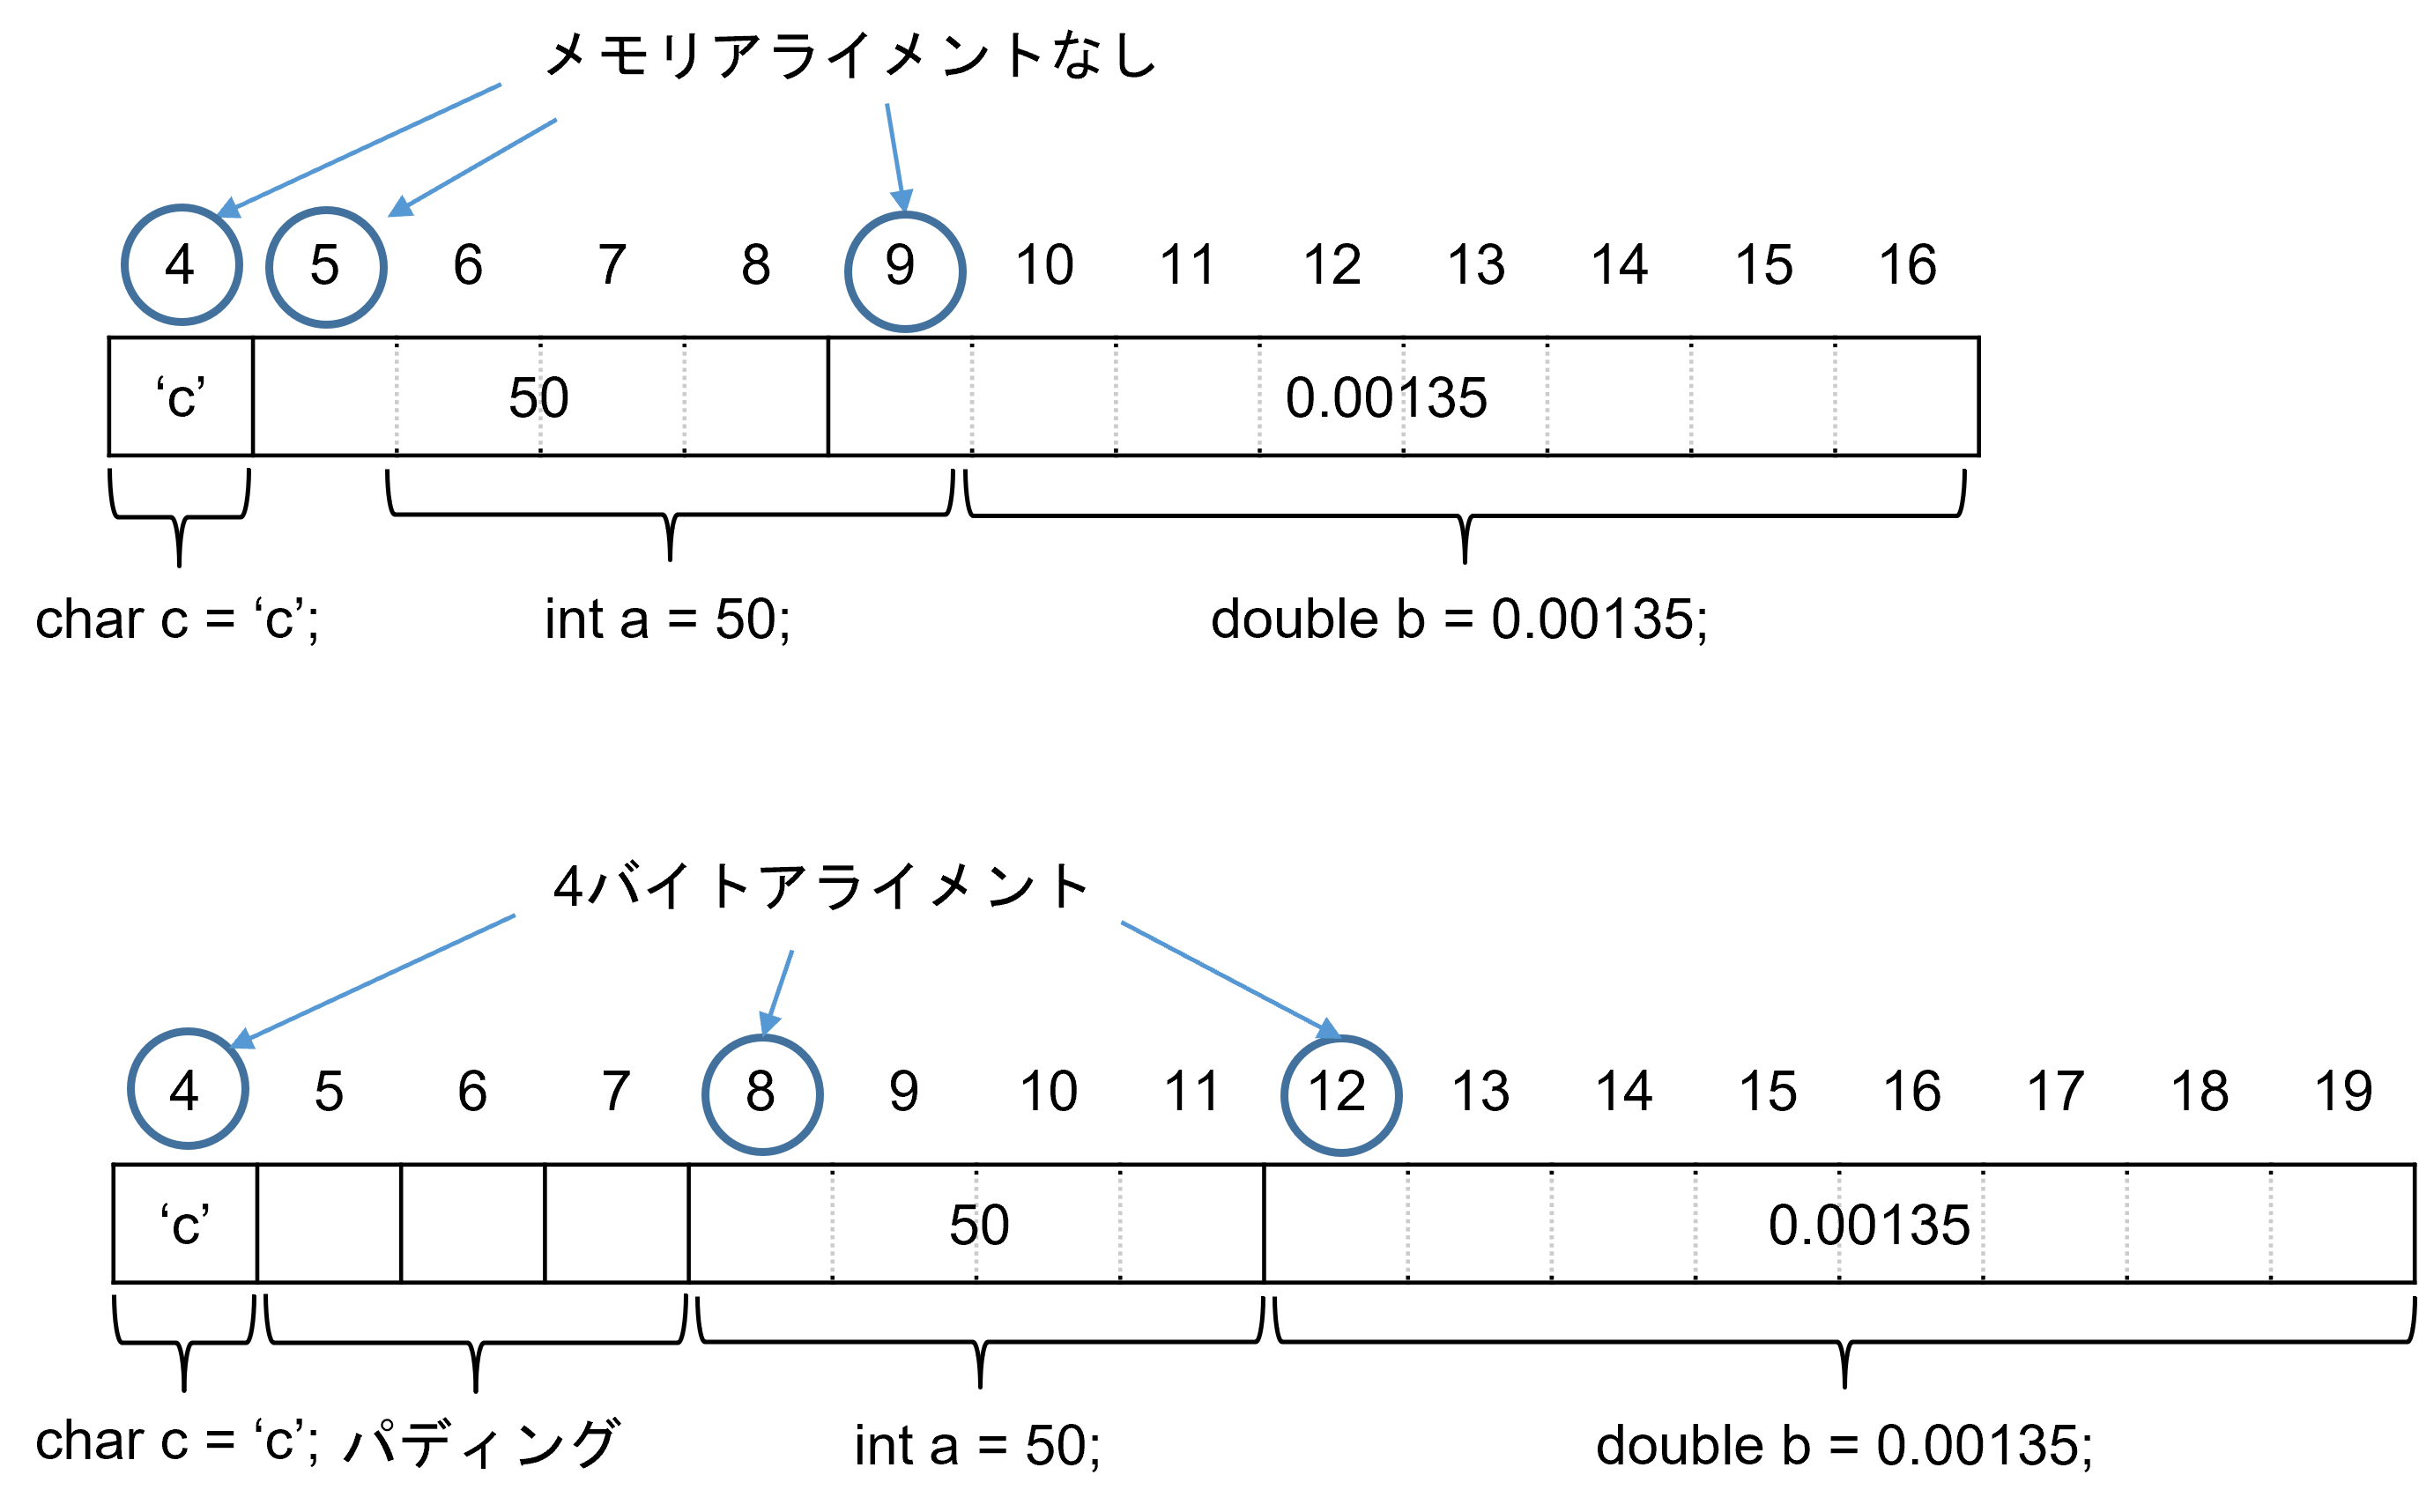 メモリアライメントなし
4 5 6 7 8 9 10 11 12 13 14 15 16
‘c’ 50 0.00135
char c = ‘c’; int a = 50; double b = 0.00135;
4バイトアライメント
4 5 6 7 8 9 10 11 12 13 14 15 16 17 18 19
‘c’ 50 0.00135
char c = ‘c’; パディング int a = 50; double b = 0.00135;